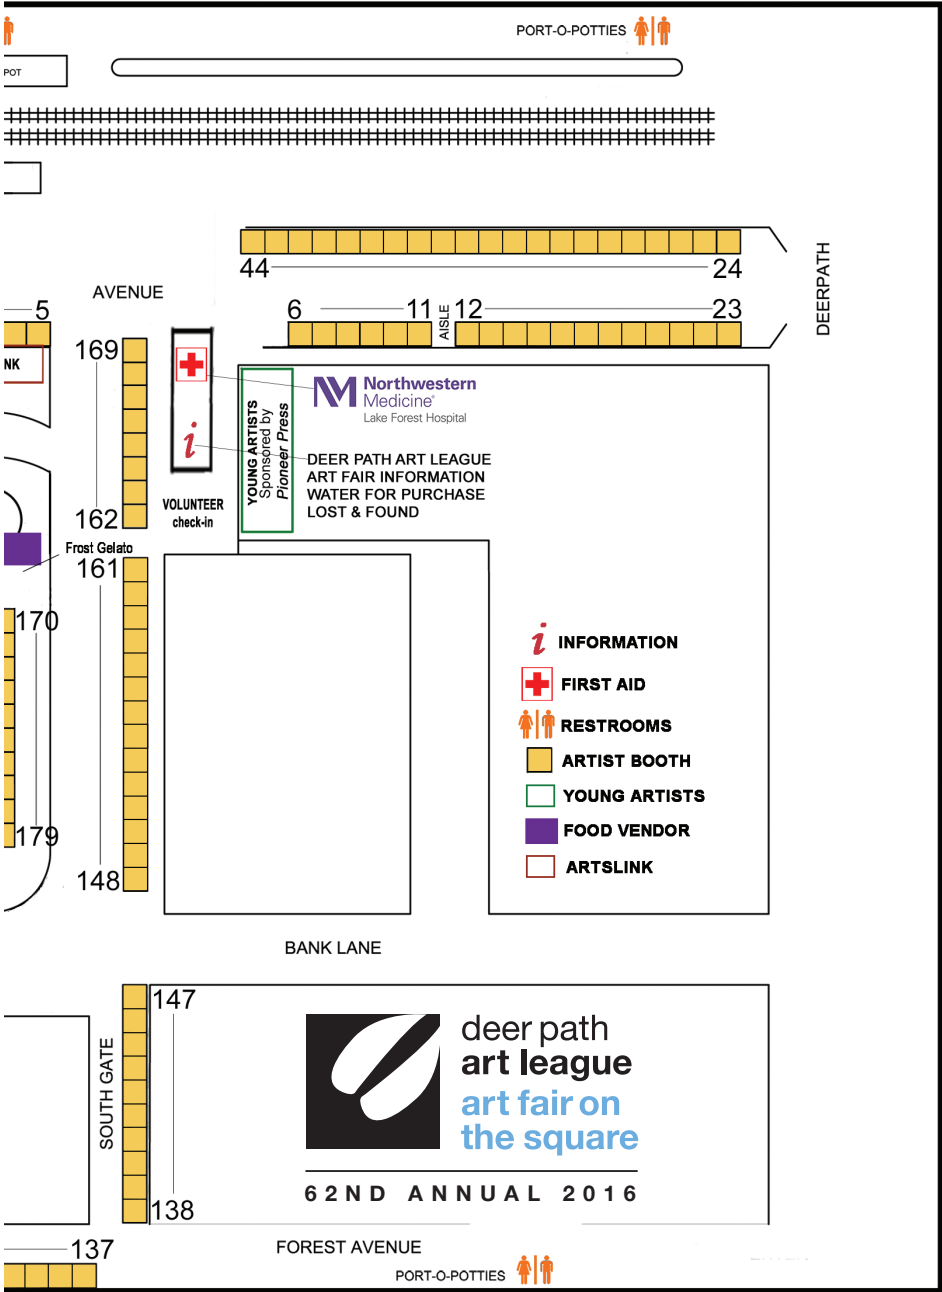 PORT-O-POTTIES
POT
44
24
DEERPATH
AVENUE
5
6
11
AISLE
12
23
169
NK
Northwestern
Medicine®
Lake Forest Hospital
YOUNG ARTISTS
Sponsored by
Pioneer Press
i
DEER PATH ART LEAGUE
ART FAIR INFORMATION
WATER FOR PURCHASE
LOST & FOUND
162
VOLUNTEER
check-in
Frost Gelato
161
170
179
148
i INFORMATION
FIRST AID
RESTROOMS
ARTIST BOOTH
YOUNG ARTISTS
FOOD VENDOR
ARTSLINK
BANK LANE
147
SOUTH GATE
138
deer path
art league
art fair on
the square
62ND ANNUAL 2016
137
FOREST AVENUE
PORT-O-POTTIES